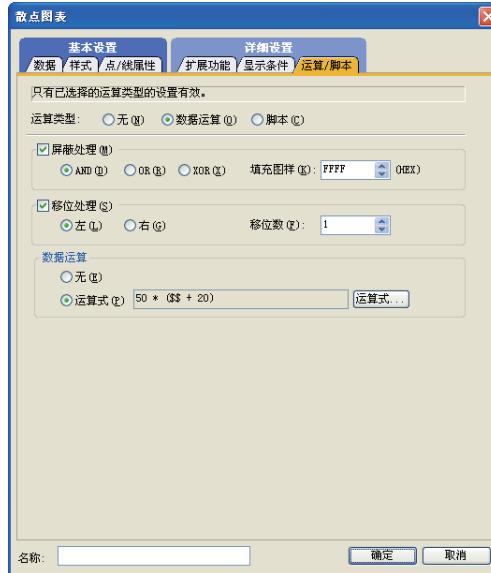 散点图表
基本设置 详细设置
数据 样式 点/线属性 扩展功能 显示条件 运算/脚本
只有已选择的运算类型的设置有效。
运算类型: 无(N) 数据运算(O) 脚本(C)
屏蔽处理(M)
AND(D) OR(R) XOR(X) 填充图样(K): FFFF (HEX)
移位处理(S)
左(L) 右(G) 移位数(F): 1
数据运算
无(E)
运算式(P) 50 * ($$ + 20) 运算式...
名称: 确定 取消